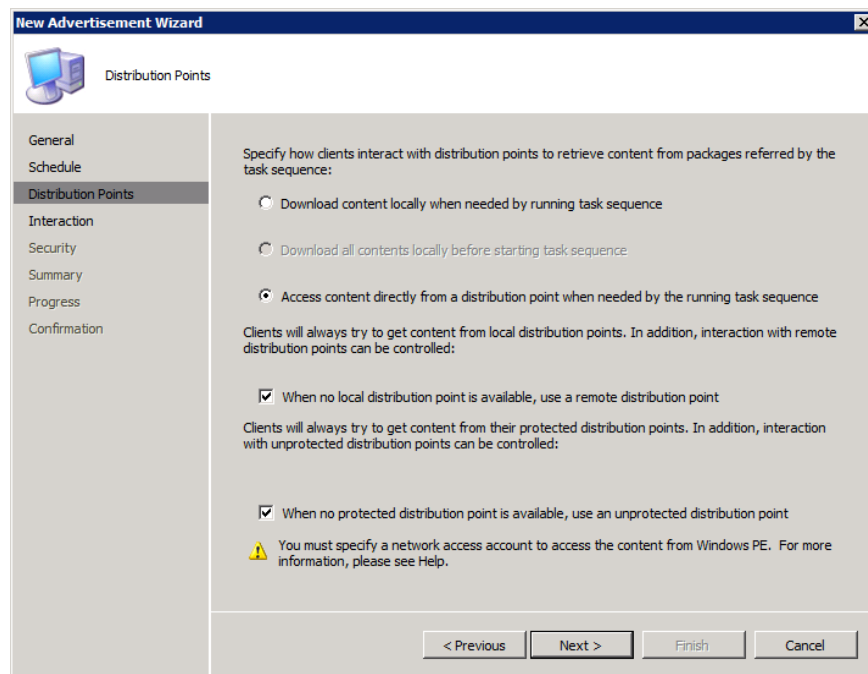 New Advertisement Wizard
Distribution Points
General
Schedule
Distribution Points
Interaction
Security
Summary
Progress
Confirmation
Specify how clients interact with distribution points to retrieve content from packages referred by the
task sequence:
Download content locally when needed by running task sequence
Download all contents locally before starting task sequence
Access content directly from a distribution point when needed by the running task sequence
Clients will always try to get content from local distribution points. In addition, interaction with remote
distribution points can be controlled:
When no local distribution point is available, use a remote distribution point
Clients will always try to get content from their protected distribution points. In addition, interaction
with unprotected distribution points can be controlled:
When no protected distribution point is available, use an unprotected distribution point
You must specify a network access account to access the content from Windows PE. For more
information, please see Help.
< Previous
Next >
Finish
Cancel